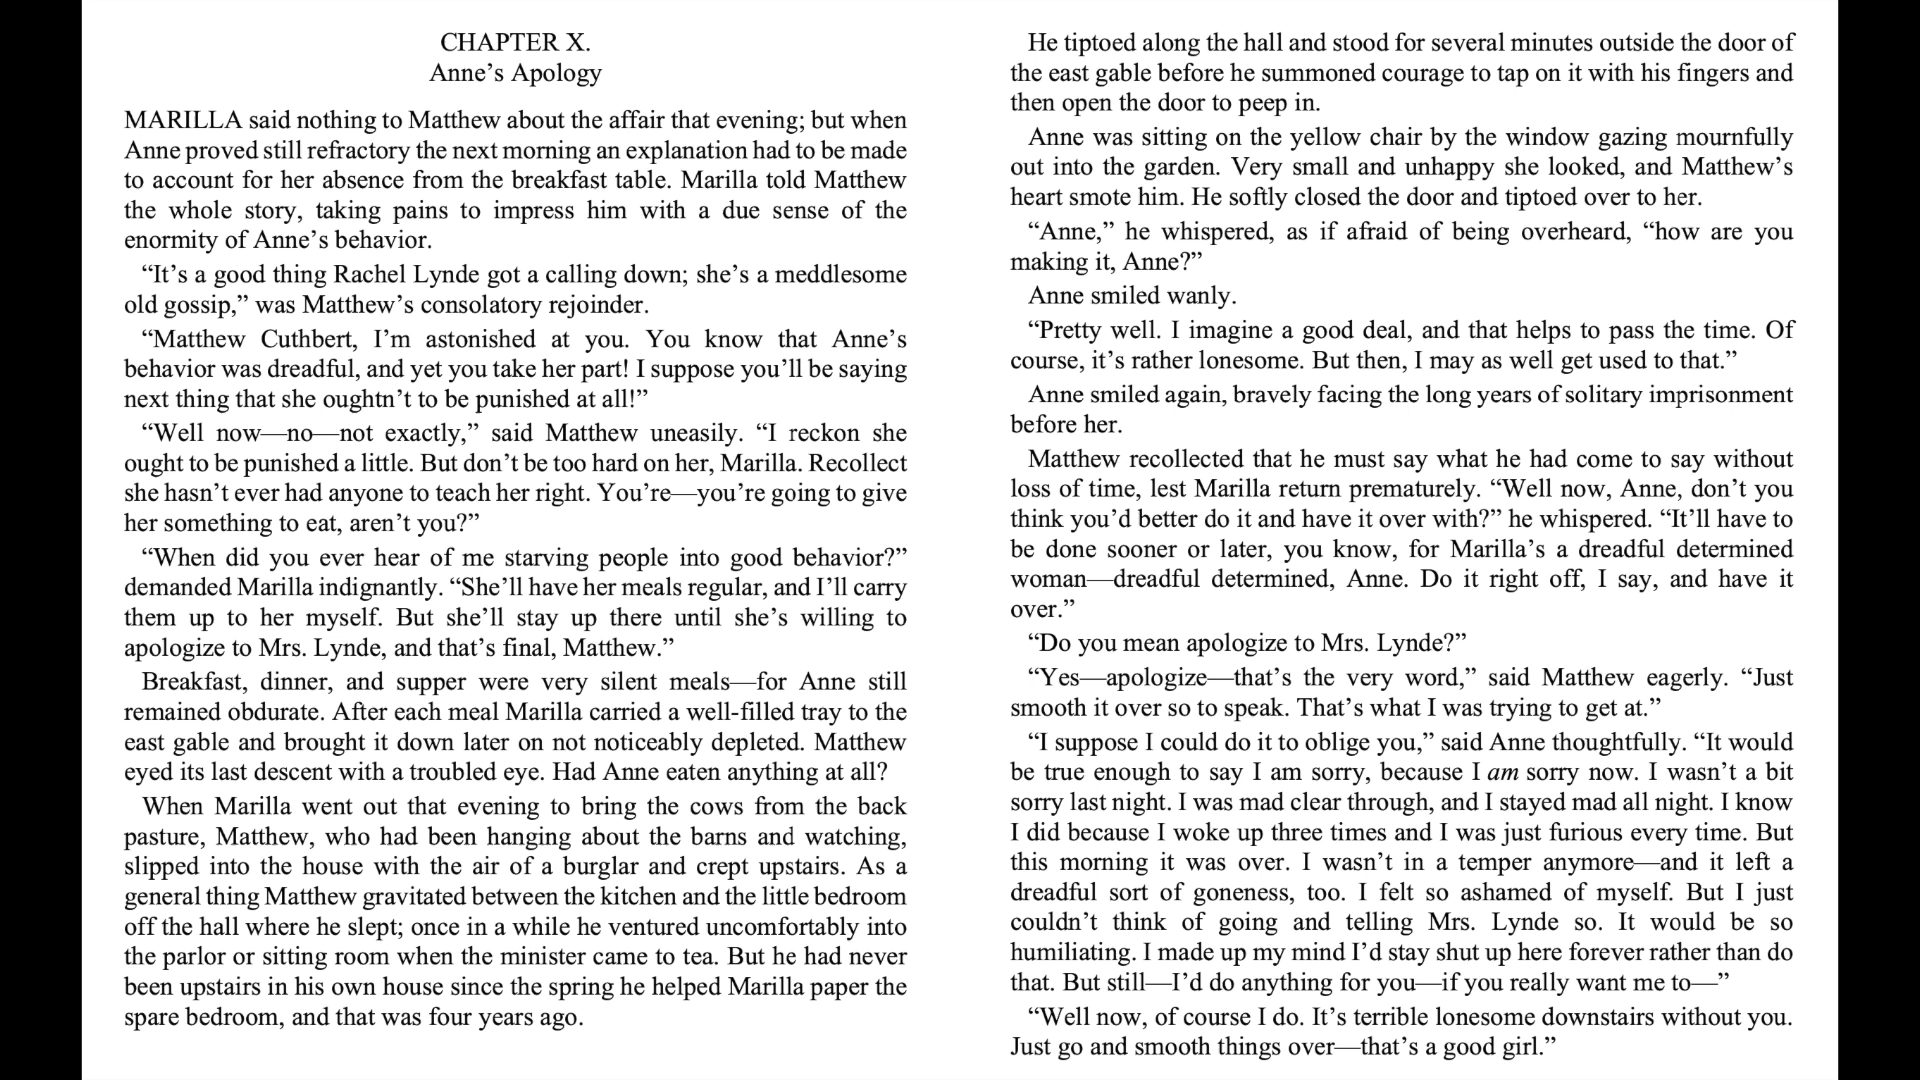 CHAPTER X.
Anne’s Apology
MARILLA said nothing to Matthew about the affair that evening; but when
Anne proved still refractory the next morning an explanation had to be made
to account for her absence from the breakfast table. Marilla told Matthew
the whole story, taking pains to impress him with a due sense of the
enormity of Anne’s behavior.
“It’s a good thing Rachel Lynde got a calling down; she’s a meddlesome
old gossip,” was Matthew’s consolatory rejoinder.
“Matthew Cuthbert, I’m astonished at you. You know that Anne’s
behavior was dreadful, and yet you take her part! I suppose you’ll be saying
next thing that she oughtn’t to be punished at all!”
“Well now—no—not exactly,” said Matthew uneasily. “I reckon she
ought to be punished a little. But don’t be too hard on her, Marilla. Recollect
she hasn’t ever had anyone to teach her right. You’re—you’re going to give
her something to eat, aren’t you?”
“When did you ever hear of me starving people into good behavior?”
demanded Marilla indignantly. “She’ll have her meals regular, and I’ll carry
them up to her myself. But she’ll stay up there until she’s willing to
apologize to Mrs. Lynde, and that’s final, Matthew.”
Breakfast, dinner, and supper were very silent meals—for Anne still
remained obdurate. After each meal Marilla carried a well-filled tray to the
east gable and brought it down later on not noticeably depleted. Matthew
eyed its last descent with a troubled eye. Had Anne eaten anything at all?
When Marilla went out that evening to bring the cows from the back
pasture, Matthew, who had been hanging about the barns and watching,
slipped into the house with the air of a burglar and crept upstairs. As a
general thing Matthew gravitated between the kitchen and the little bedroom
off the hall where he slept; once in a while he ventured uncomfortably into
the parlor or sitting room when the minister came to tea. But he had never
been upstairs in his own house since the spring he helped Marilla paper the
spare bedroom, and that was four years ago.
He tiptoed along the hall and stood for several minutes outside the door of
the east gable before he summoned courage to tap on it with his fingers and
then open the door to peep in.
Anne was sitting on the yellow chair by the window gazing mournfully
out into the garden. Very small and unhappy she looked, and Matthew’s
heart smote him. He softly closed the door and tiptoed over to her.
“Anne,” he whispered, as if afraid of being overheard, “how are you
making it, Anne?”
Anne smiled wanly.
“Pretty well. I imagine a good deal, and that helps to pass the time. Of
course, it’s rather lonesome. But then, I may as well get used to that.”
Anne smiled again, bravely facing the long years of solitary imprisonment
before her.
Matthew recollected that he must say what he had come to say without
loss of time, lest Marilla return prematurely. “Well now, Anne, don’t you
think you’d better do it and have it over with?” he whispered. “It’ll have to
be done sooner or later, you know, for Marilla’s a dreadful determined
woman—dreadful determined, Anne. Do it right off, I say, and have it
over.”
“Do you mean apologize to Mrs. Lynde?”
“Yes—apologize—that’s the very word,” said Matthew eagerly. “Just
smooth it over so to speak. That’s what I was trying to get at.”
“I suppose I could do it to oblige you,” said Anne thoughtfully. “It would
be true enough to say I am sorry, because I am sorry now. I wasn’t a bit
sorry last night. I was mad clear through, and I stayed mad all night. I know
I did because I woke up three times and I was just furious every time. But
this morning it was over. I wasn’t in a temper anymore—and it left a
dreadful sort of goneness, too. I felt so ashamed of myself. But I just
couldn’t think of going and telling Mrs. Lynde so. It would be so
humiliating. I made up my mind I’d stay shut up here forever rather than do
that. But still—I’d do anything for you—if you really want me to—”
“Well now, of course I do. It’s terrible lonesome downstairs without you.
Just go and smooth things over—that’s a good girl.”